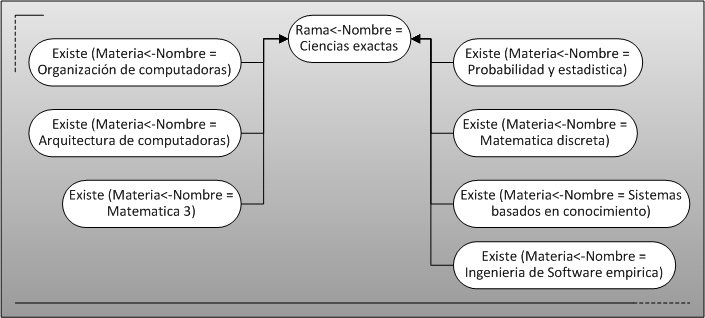 Rama<-Nombre =
Ciencias exactas
Existe (Materia<-Nombre =
Organización de computadoras)
Existe (Materia<-Nombre =
Arquitectura de computadoras)
Existe (Materia<-Nombre =
Matematica 3)
Existe (Materia<-Nombre =
Probabilidad y estadistica)
Existe (Materia<-Nombre =
Matematica discreta)
Existe (Materia<-Nombre = Sistemas
basados en conocimiento)
Existe (Materia<-Nombre =
Ingenieria de Software empirica)